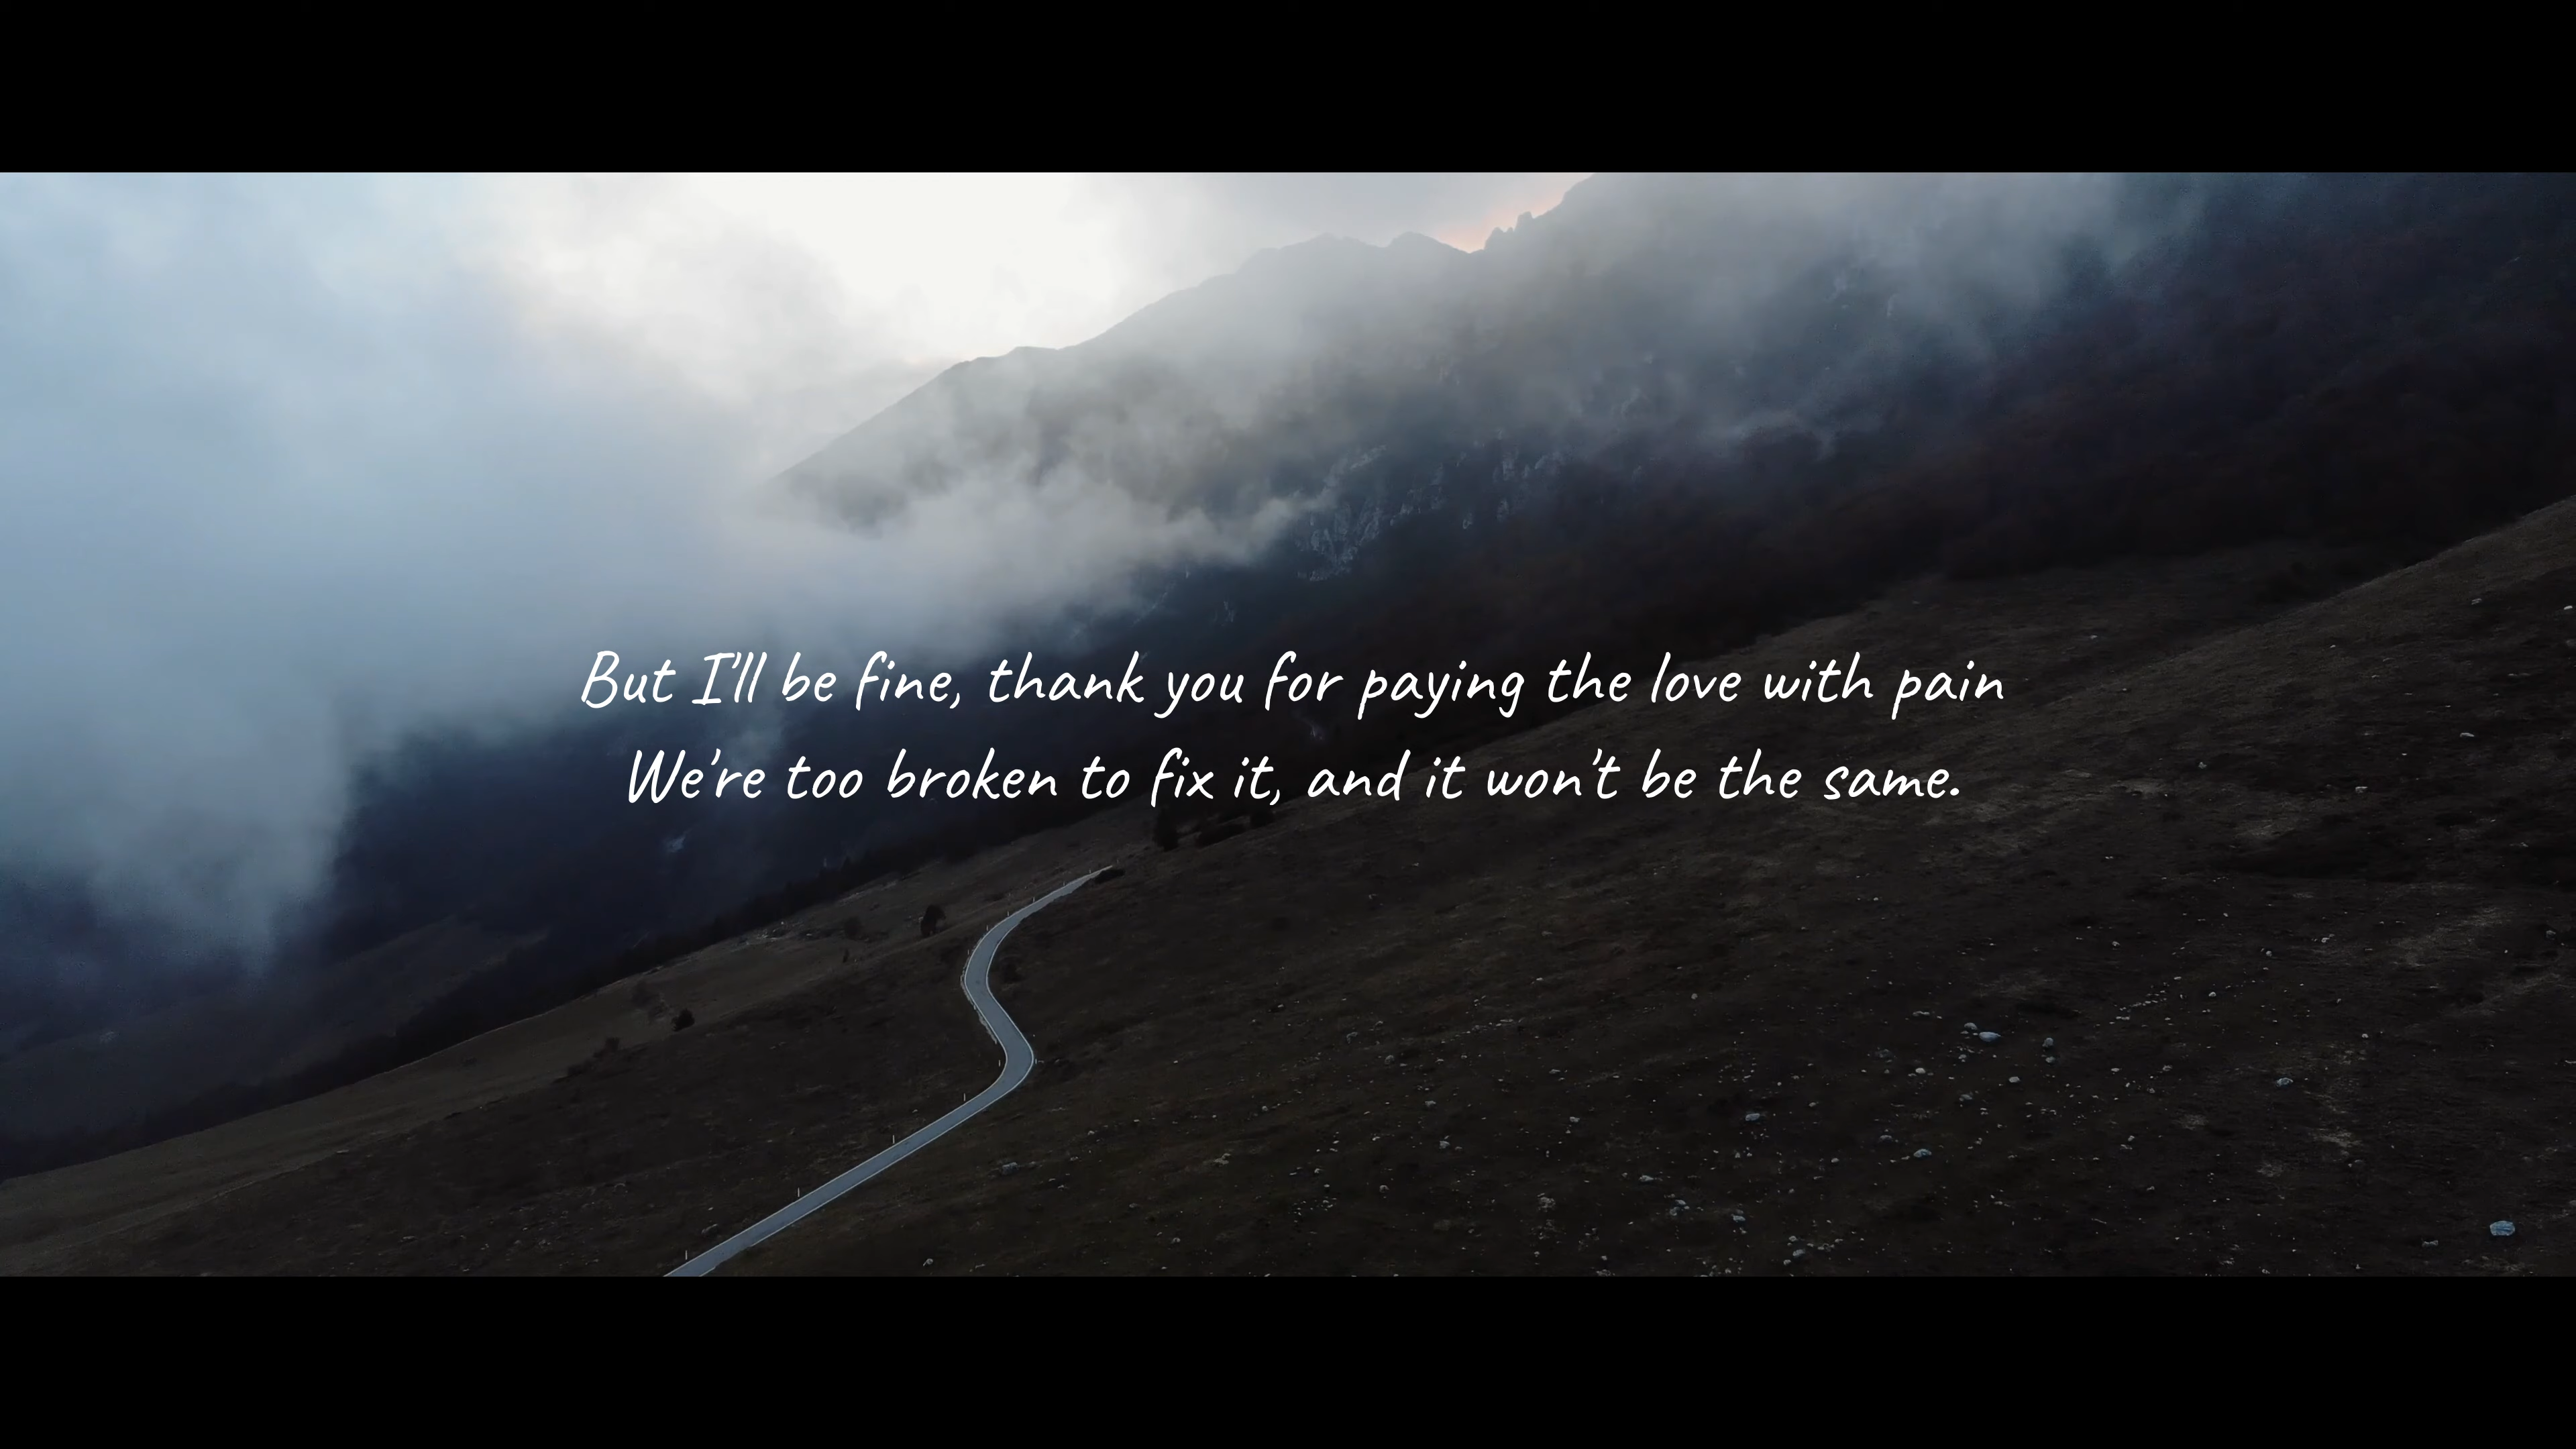 But I'll be fine, thank you for paying the love with pain
We're too broken to fix it, and it won't be the same.